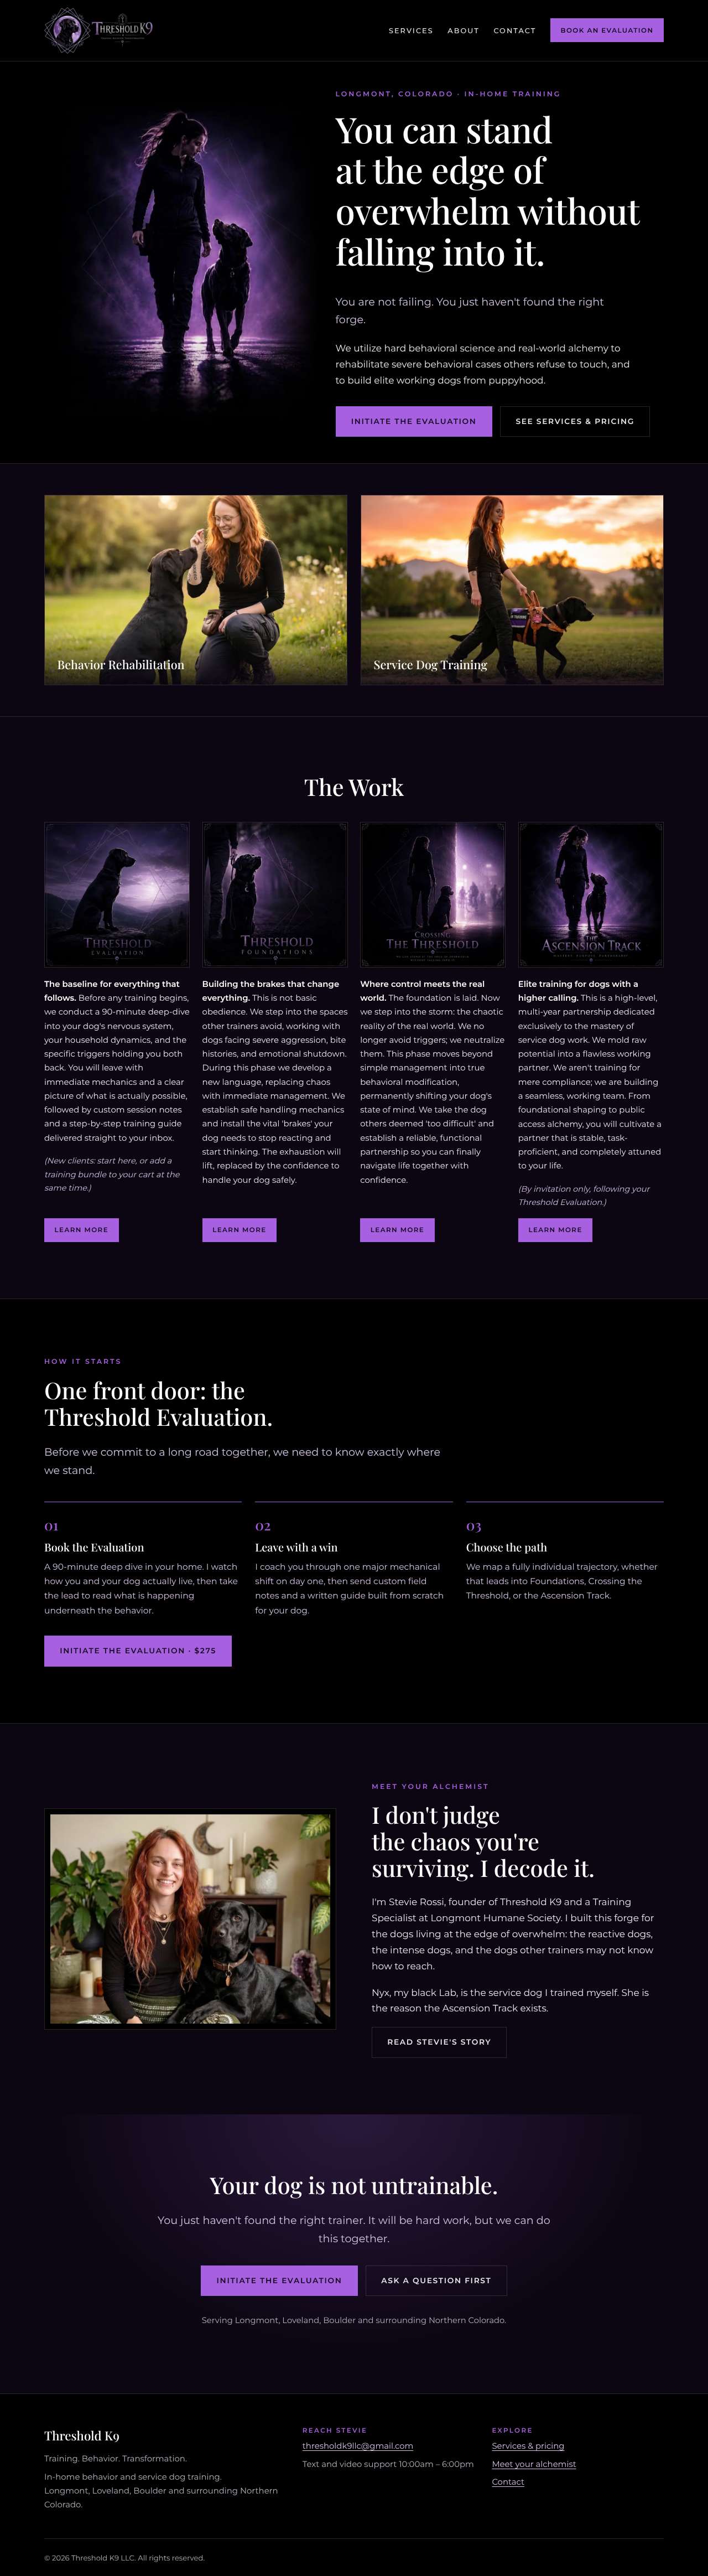 THRESHOLD K9
SERVICES
ABOUT
CONTACT
BOOK AN EVALUATION
LONGMONT, COLORADO · IN-HOME TRAINING
You can stand
at the edge of
overwhelm without
falling into it.
You are not failing. You just haven't found the right
forge.
We utilize hard behavioral science and real-world alchemy to
rehabilitate severe behavioral cases others refuse to touch, and
to build elite working dogs from puppyhood.
INITIATE THE EVALUATION
SEE SERVICES & PRICING
Behavior Rehabilitation
Service Dog Training
The Work
THRESHOLD
EVALUATION
The baseline for everything that
follows. Before any training begins,
we conduct a 90-minute deep-dive
into your dog's nervous system,
your household dynamics, and the
specific triggers holding you both
back. You will leave with
immediate mechanics and a clear
picture of what is actually possible,
followed by custom session notes
and a step-by-step training guide
delivered straight to your inbox.
(New clients: start here, or add a
training bundle to your cart at the
same time.)
LEARN MORE
THRESHOLD
FOUNDATIONS
Building the brakes that change
everything. This is not basic
obedience. We step into the spaces
other trainers avoid, working with
dogs facing severe aggression, bite
histories, and emotional shutdown.
During this phase we develop a
new language, replacing chaos
with immediate management. We
establish safe handling mechanics
and install the vital 'brakes' your
dog needs to stop reacting and
start thinking. The exhaustion will
lift, replaced by the confidence to
handle your dog safely.
LEARN MORE
CROSSING
THE THRESHOLD
Where control meets the real
world. The foundation is laid. Now
we step into the storm: the chaotic
reality of the real world. We no
longer avoid triggers; we neutralize
them. This phase moves beyond
simple management into true
behavioral modification,
permanently shifting your dog's
state of mind. We take the dog
others deemed 'too difficult' and
establish a reliable, functional
partnership so you can finally
navigate life together with
confidence.
LEARN MORE
THE
ASCENSION TRACK
Elite training for dogs with a
higher calling. This is a high-level,
multi-year partnership dedicated
exclusively to the mastery of
service dog work. We mold raw
potential into a flawless working
partner. We aren't training for
mere compliance; we are building
a seamless, working team. From
foundational shaping to public
access alchemy, you will cultivate a
partner that is stable, task-
proficient, and completely attuned
to your life.
(By invitation only, following your
Threshold Evaluation.)
LEARN MORE
HOW IT STARTS
One front door: the
Threshold Evaluation.
Before we commit to a long road together, we need to know exactly where
we stand.
01
Book the Evaluation
A 90-minute deep dive in your home. I watch
how you and your dog actually live, then take
the lead to read what is happening
underneath the behavior.
02
Leave with a win
I coach you through one major mechanical
shift on day one, then send custom field
notes and a written guide built from scratch
for your dog.
03
Choose the path
We map a fully individual trajectory, whether
that leads into Foundations, Crossing the
Threshold, or the Ascension Track.
INITIATE THE EVALUATION · $275
MEET YOUR ALCHEMIST
I don't judge
the chaos you're
surviving. I decode it.
I'm Stevie Rossi, founder of Threshold K9 and a Training
Specialist at Longmont Humane Society. I built this forge for
the dogs living at the edge of overwhelm: the reactive dogs,
the intense dogs, and the dogs other trainers may not know
how to reach.
Nyx, my black Lab, is the service dog I trained myself. She is
the reason the Ascension Track exists.
READ STEVIE'S STORY
Your dog is not untrainable.
You just haven't found the right trainer. It will be hard work, but we can do
this together.
INITIATE THE EVALUATION
ASK A QUESTION FIRST
Serving Longmont, Loveland, Boulder and surrounding Northern Colorado.
Threshold K9
Training. Behavior. Transformation.
In-home behavior and service dog training.
Longmont, Loveland, Boulder and surrounding Northern
Colorado.
REACH STEVIE
thresholdk9llc@gmail.com
Text and video support 10:00am – 6:00pm
EXPLORE
Services & pricing
Meet your alchemist
Contact
© 2026 Threshold K9 LLC. All rights reserved.